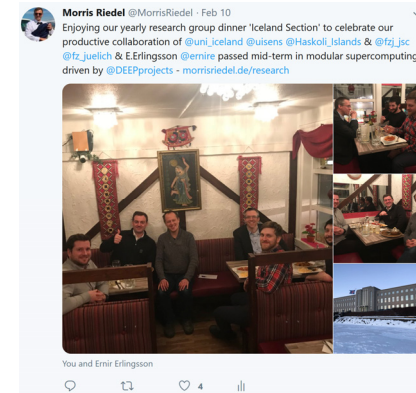 Morris Riedel @MorrisRiedel · Feb 10
Enjoying our yearly research group dinner 'Iceland Section' to celebrate our
productive collaboration of @uni_iceland @uisens @Haskoli_Islands & @fzj_jsc
@fz_juelich & E.Erlingsson @ernire passed mid-term in modular supercomputing
driven by @DEEPprojects - morrisriedel.de/research
You and Ernir Erlingsson
4